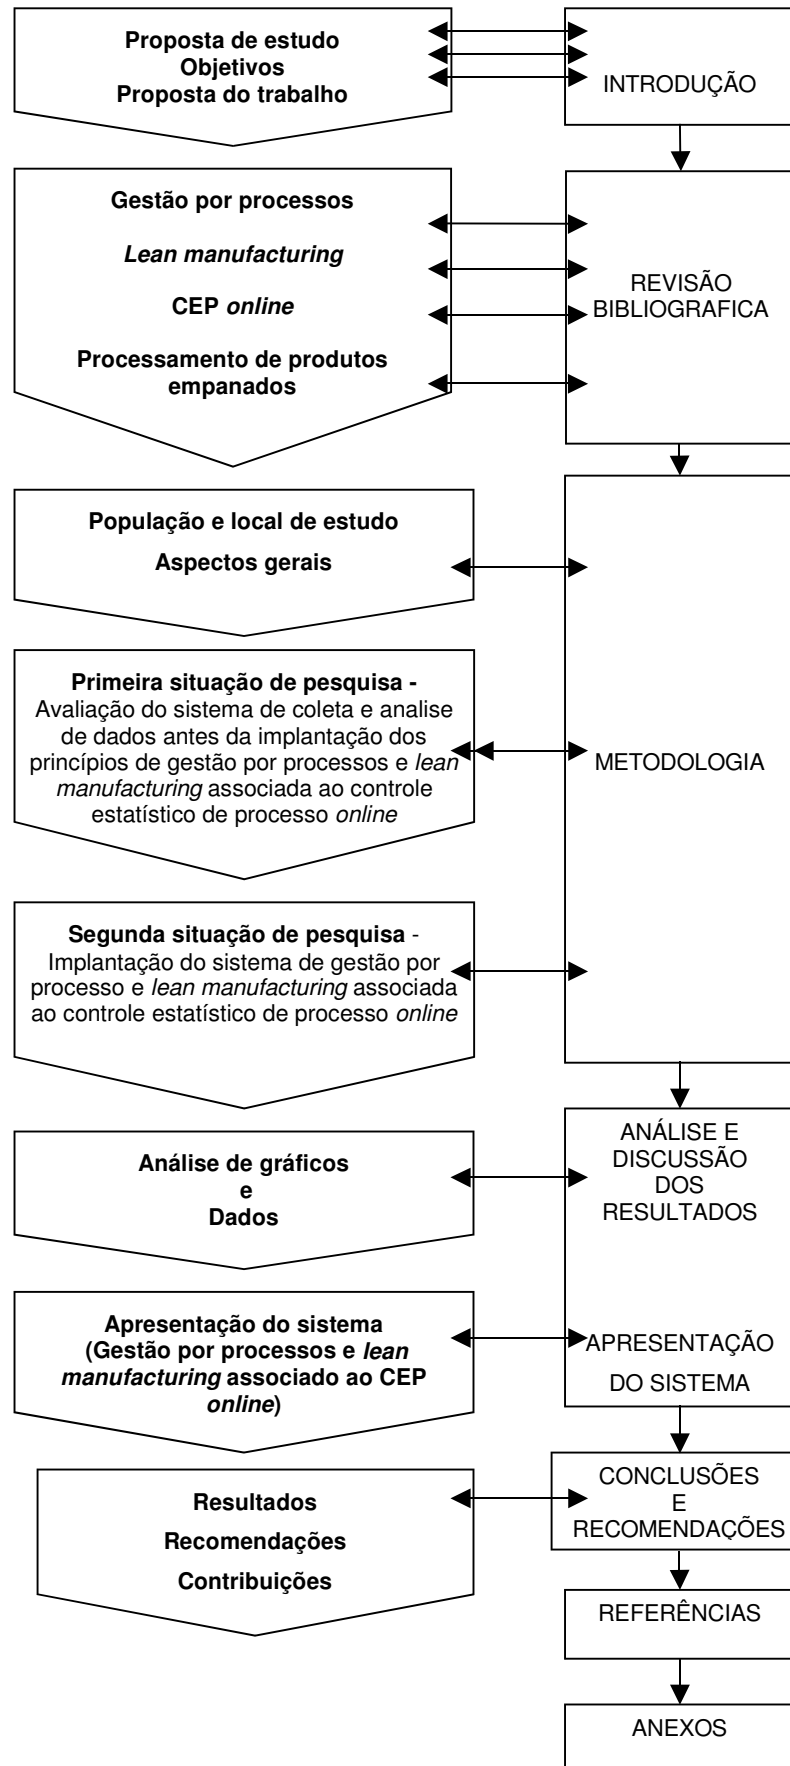 Proposta de estudo
Objetivos
Proposta do trabalho
INTRODUÇÃO
Gestão por processos
Lean manufacturing
CEP online
Processamento de produtos
empanados
REVISÃO
BIBLIOGRAFICA
População e local de estudo
Aspectos gerais
Primeira situação de pesquisa -
Avaliação do sistema de coleta e analise
de dados antes da implantação dos
princípios de gestão por processos e lean
manufacturing associada ao controle
estatístico de processo online
METODOLOGIA
Segunda situação de pesquisa -
Implantação do sistema de gestão por
processo e lean manufacturing associada
ao controle estatístico de processo online
Análise de gráficos
e
Dados
ANÁLISE E
DISCUSSÃO
DOS
RESULTADOS
Apresentação do sistema
(Gestão por processos e lean
manufacturing associado ao CEP
online)
APRESENTAÇÃO
DO SISTEMA
Resultados
Recomendações
Contribuições
CONCLUSÕES
E
RECOMENDAÇÕES
REFERÊNCIAS
ANEXOS